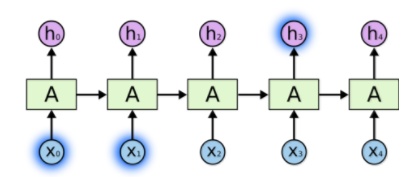 h₀ h₁ h₂ h₃ h₄
A A A A A
x₀ x₁ x₂ x₃ x₄